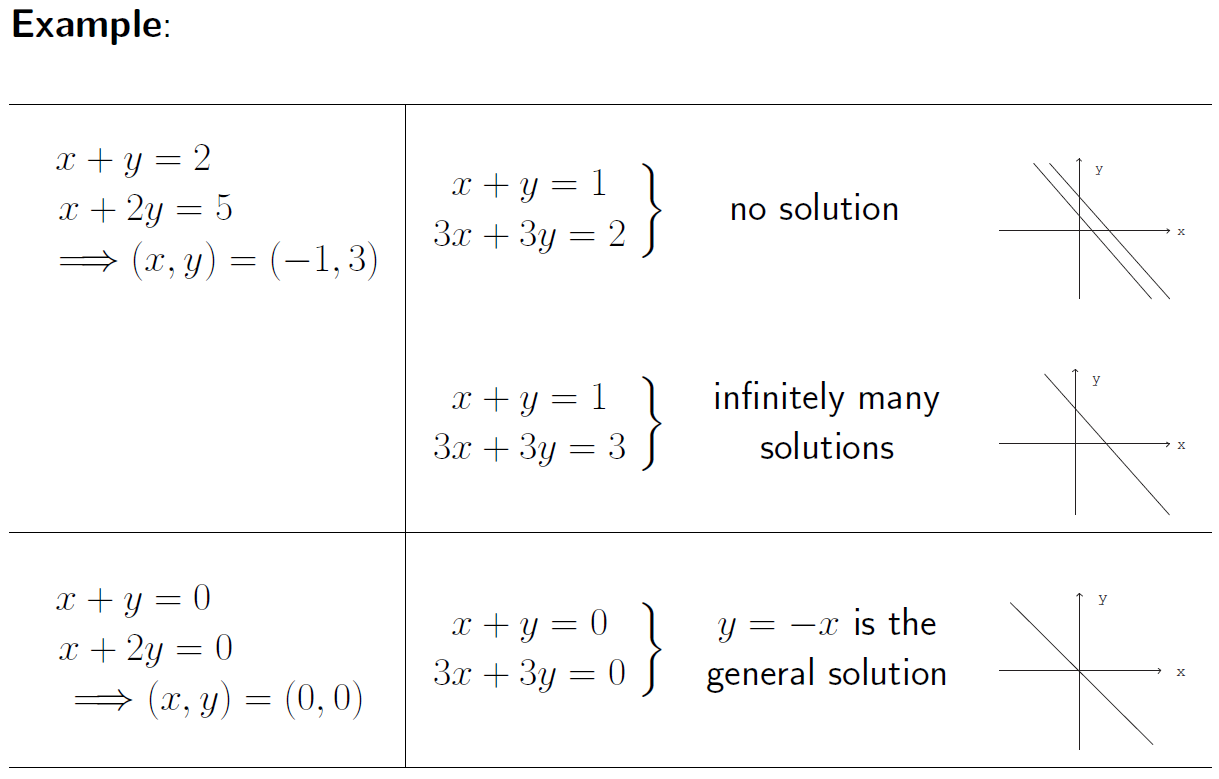 Example:
x + y = 2
x + 2y = 5
⟹ (x, y) = (−1, 3)
x + y = 1
3x + 3y = 2
}
no solution
y
x
x + y = 1
3x + 3y = 3
}
infinitely many
solutions
y
x
x + y = 0
x + 2y = 0
⟹ (x, y) = (0, 0)
x + y = 0
3x + 3y = 0
}
y = −x is the
general solution
y
x